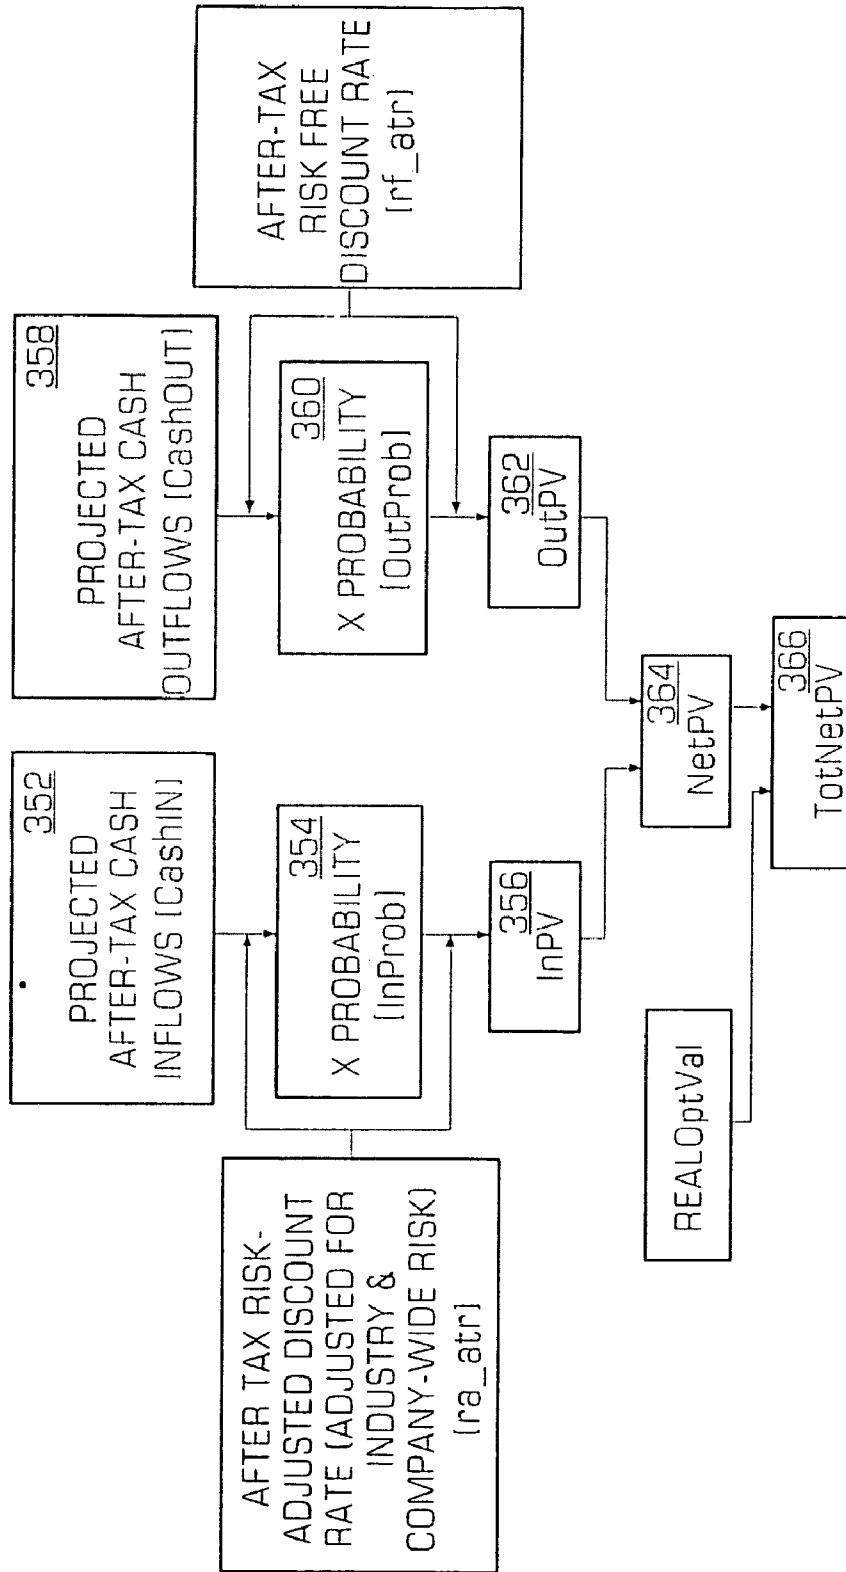 352
PROJECTED
AFTER-TAX CASH
INFLOWS [CashIN]
358
PROJECTED
AFTER-TAX CASH
OUTFLOWS [CashOUT]
AFTER TAX RISK-
ADJUSTED DISCOUNT
RATE (ADJUSTED FOR
INDUSTRY &
COMPANY-WIDE RISK)
[ra_atr]
354
X PROBABILITY
[InProb]
360
X PROBABILITY
[OutProb]
AFTER-TAX
RISK FREE
DISCOUNT RATE
[rf_atr]
356
InPV
362
OutPV
REALOptVal
364
NetPV
366
TotNetPV